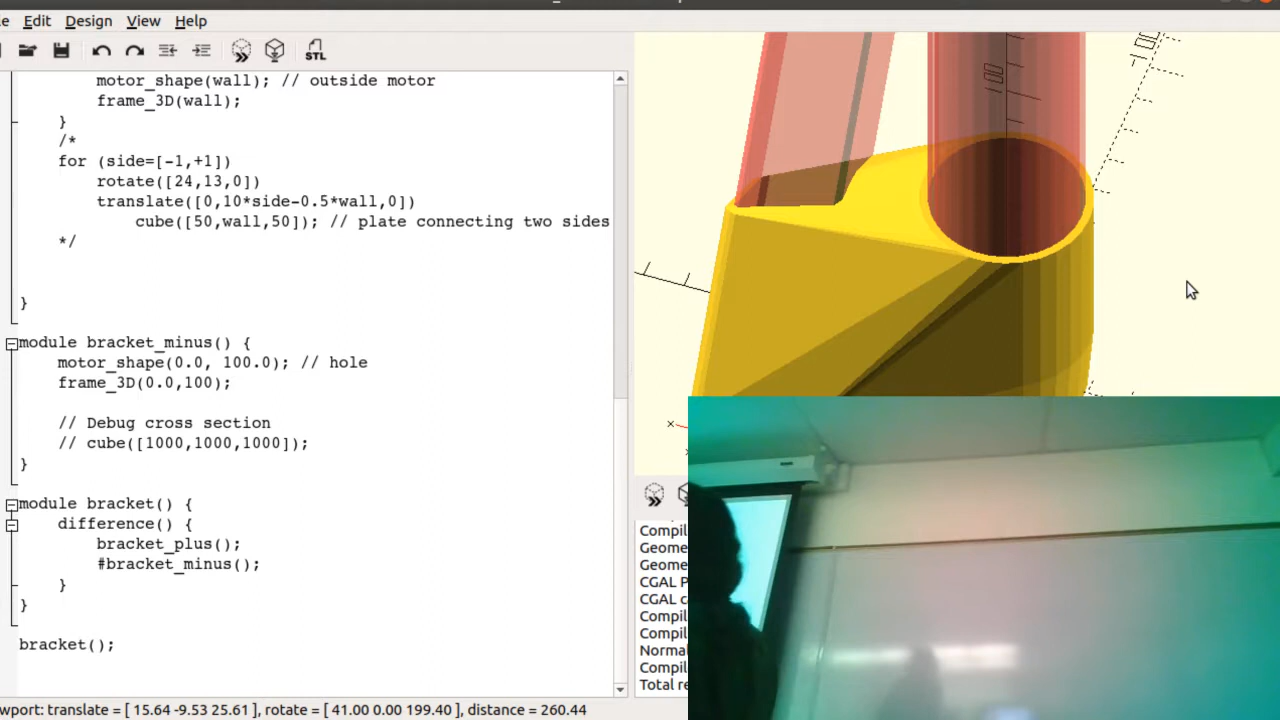 Edit Design View Help
STL
motor_shape(wall); // outside motor
frame_3D(wall);
}
/*
for (side=[-1,+1])
rotate([24,13,0])
translate([0,10*side-0.5*wall,0])
cube([50,wall,50]); // plate connecting two sides
*/
}
module bracket_minus() {
motor_shape(0.0, 100.0); // hole
frame_3D(0.0,100);
// Debug cross section
// cube([1000,1000,1000]);
}
module bracket() {
difference() {
bracket_plus();
#bracket_minus();
}
}
bracket();
Compil
Geome
Geome
CGAL P
CGAL c
Compil
Compil
Norma
Compil
Total re
wport: translate = [ 15.64 -9.53 25.61 ], rotate = [ 41.00 0.00 199.40 ], distance = 260.44